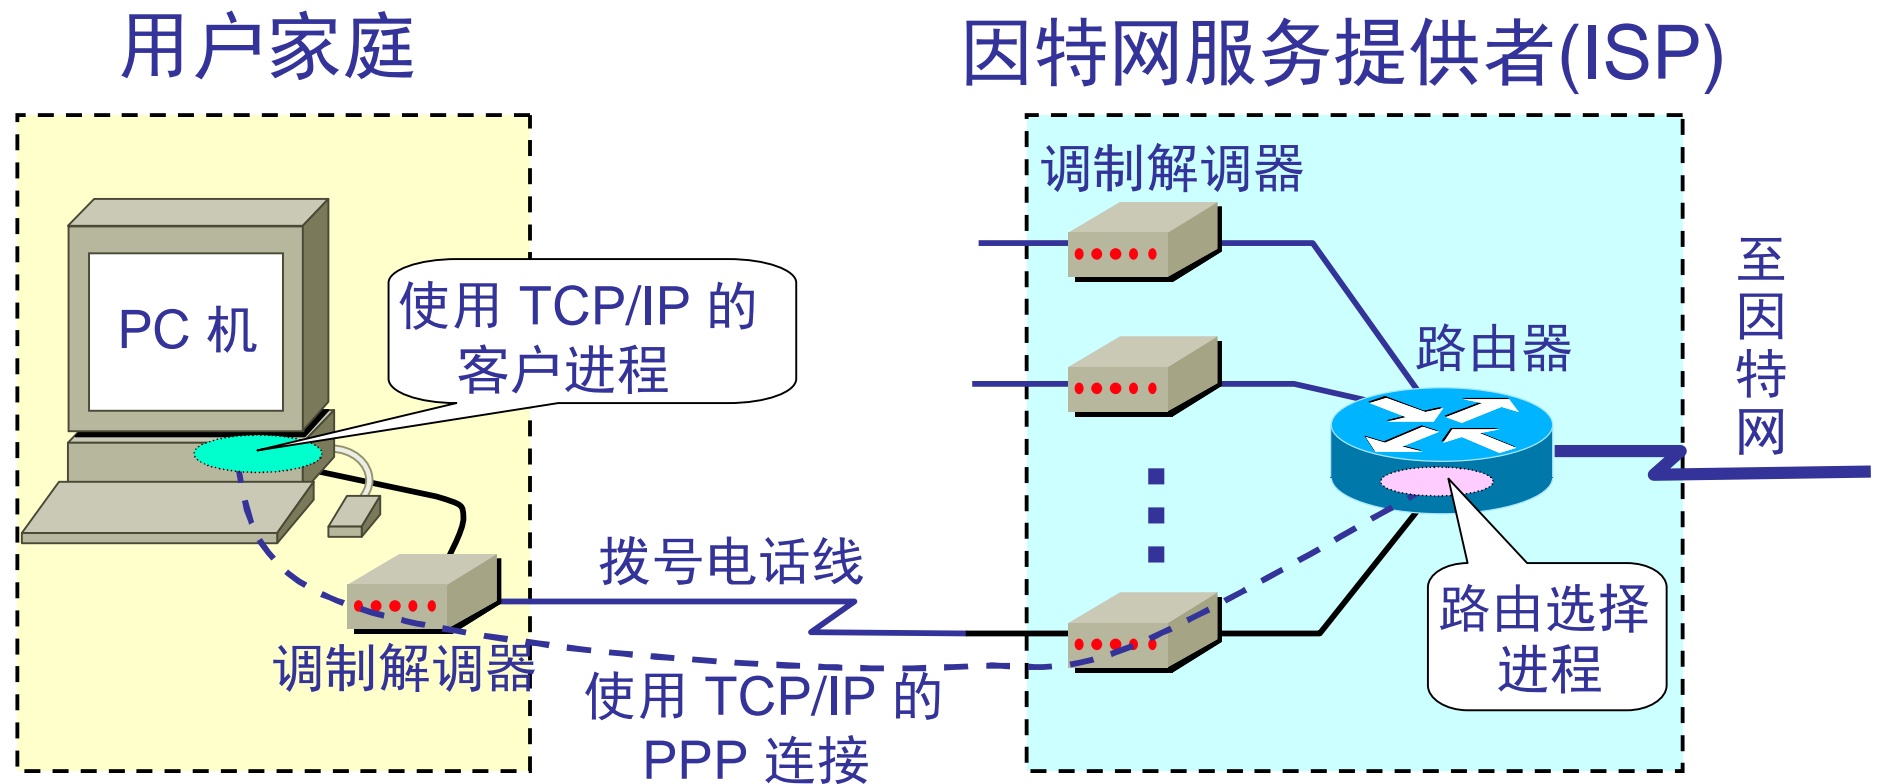 用户家庭
因特网服务提供者(ISP)
调制解调器
PC 机
使用 TCP/IP 的
客户进程
路由器
至因特网
拨号电话线
调制解调器
使用 TCP/IP 的
PPP 连接
路由选择
进程